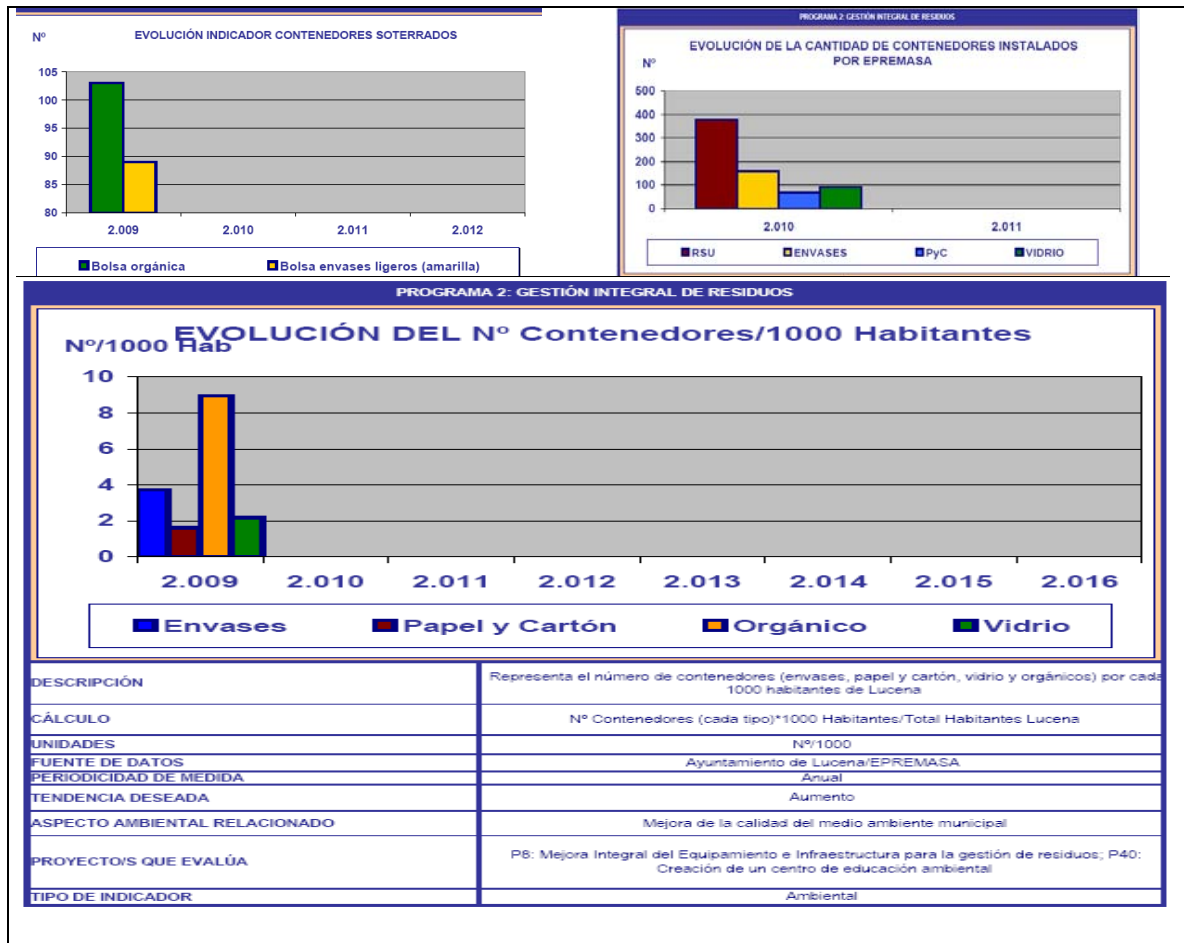 EVOLUCIÓN INDICADOR CONTENEDORES SOTERRADOS
Nº
105
100
95
90
85
80
2.009 2.010 2.011 2.012
Bolsa orgánica Bolsa envases ligeros (amarilla)
PROGRAMA 2: GESTIÓN INTEGRAL DE RESIDUOS
EVOLUCIÓN DE LA CANTIDAD DE CONTENEDORES INSTALADOS
POR EPREMASA
Nº
500
400
300
200
100
0
2.010 2.011
RSU ENVASES PyC VIDRIO
PROGRAMA 2: GESTIÓN INTEGRAL DE RESIDUOS
EVOLUCIÓN DEL Nº Contenedores/1000 Habitantes
Nº/1000 Hab
10
8
6
4
2
0
2.009 2.010 2.011 2.012 2.013 2.014 2.015 2.016
Envases Papel y Cartón Orgánico Vidrio
DESCRIPCIÓN
Representa el número de contenedores (envases, papel y cartón, vidrio y orgánicos) por cada
1000 habitantes de Lucena
CÁLCULO
Nº Contenedores (cada tipo)*1000 Habitantes/Total Habitantes Lucena
UNIDADES
Nº/1000
FUENTE DE DATOS
Ayuntamiento de Lucena/EPREMASA
PERIODICIDAD DE MEDIDA
Anual
TENDENCIA DESEADA
Aumento
ASPECTO AMBIENTAL RELACIONADO
Mejora de la calidad del medio ambiente municipal
PROYECTO/S QUE EVALÚA
P8: Mejora Integral del Equipamiento e Infraestructura para la gestión de residuos; P40:
Creación de un centro de educación ambiental
TIPO DE INDICADOR
Ambiental